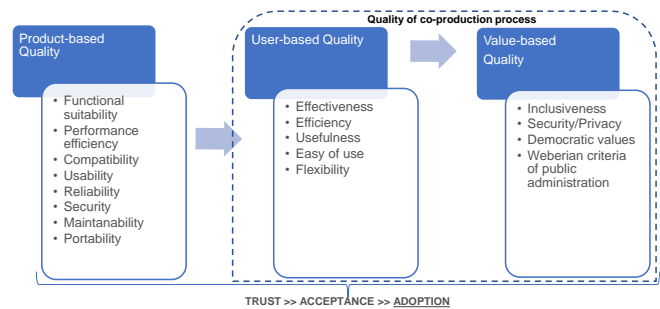 Quality of co-production process
Product-based
Quality
• Functional
suitability
• Performance
efficiency
• Compatibility
• Usability
• Reliability
• Security
• Maintanability
• Portability
User-based Quality
• Effectiveness
• Efficiency
• Usefulness
• Easy of use
• Flexibility
Value-based
Quality
• Inclusiveness
• Security/Privacy
• Democratic values
• Weberian criteria
of public
administration
TRUST >> ACCEPTANCE >> ADOPTION